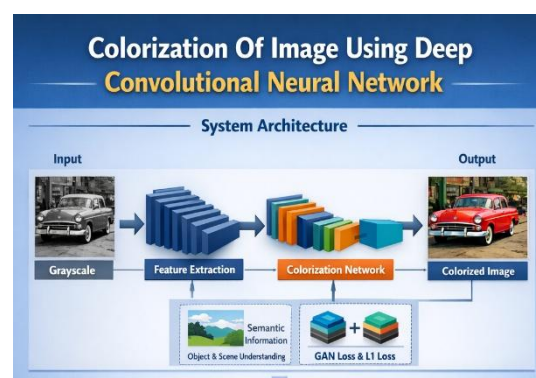 Colorization Of Image Using Deep
Convolutional Neural Network
System Architecture
Input
Output
Grayscale
Feature Extraction
Colorization Network
Colorized Image
Semantic
Information
Object & Scene Understanding
+
GAN Loss & L1 Loss